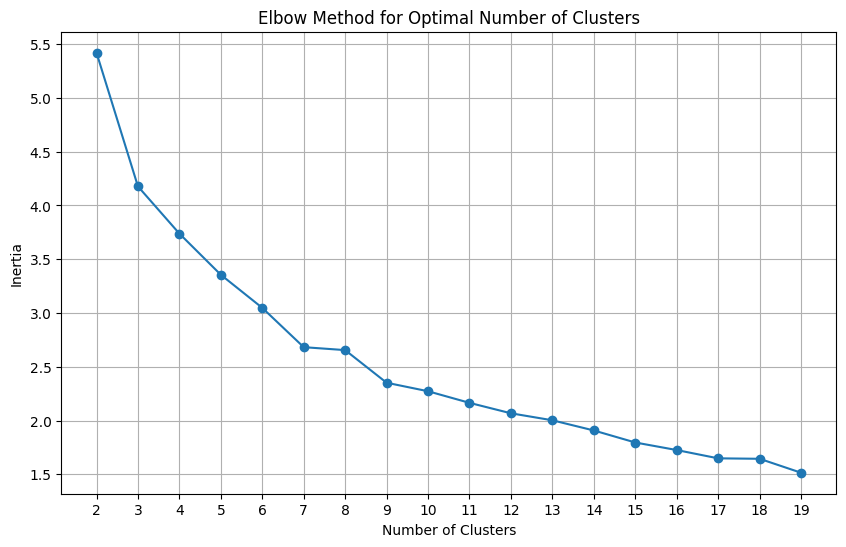 Elbow Method for Optimal Number of Clusters
5.5
5.0
4.5
4.0
3.5
3.0
2.5
2.0
1.5
Inertia
2 3 4 5 6 7 8 9 10 11 12 13 14 15 16 17 18 19
Number of Clusters